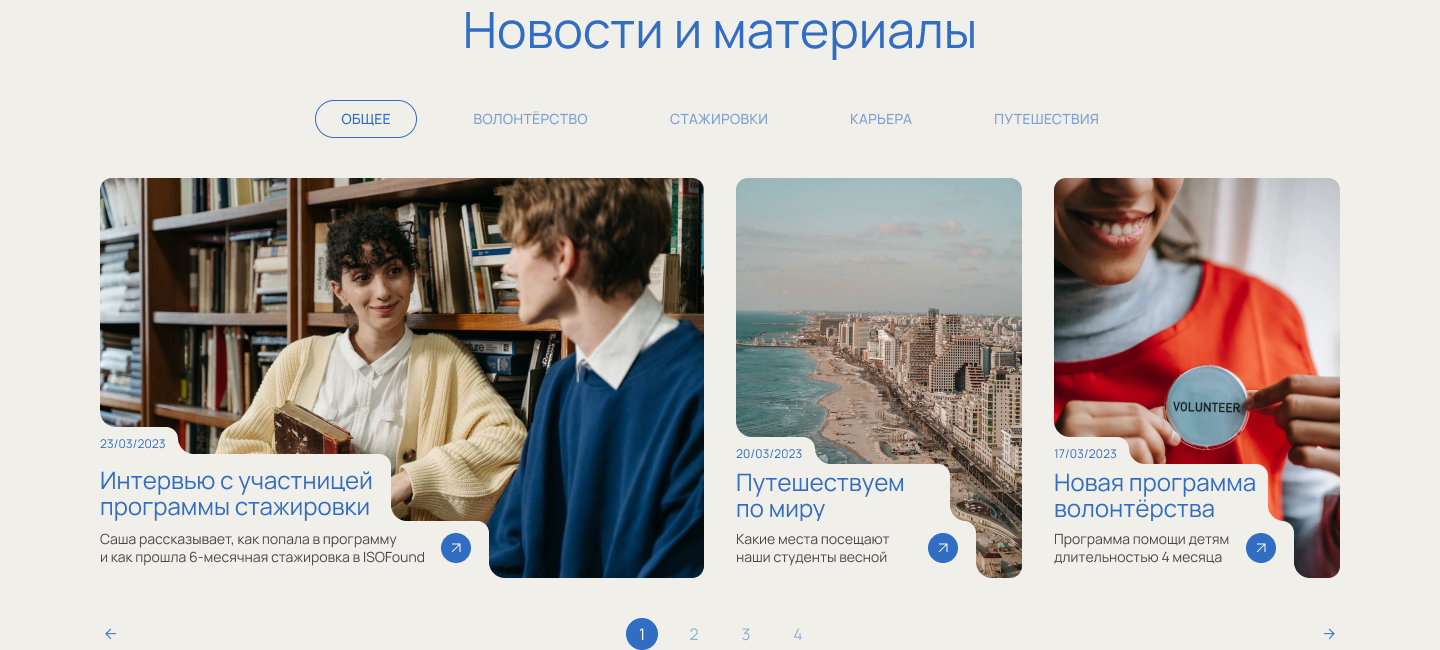 Новости и материалы
ОБЩЕЕ
ВОЛОНТЁРСТВО
СТАЖИРОВКИ
КАРЬЕРА
ПУТЕШЕСТВИЯ
23/03/2023
Интервью с участницей
программы стажировки
Саша рассказывает, как попала в программу
и как прошла 6-месячная стажировка в ISOFound
20/03/2023
Путешествуем
по миру
Какие места посещают
наши студенты весной
VOLUNTEER
17/03/2023
Новая программа
волонтёрства
Программа помощи детям
длительностью 4 месяца
1
2
3
4